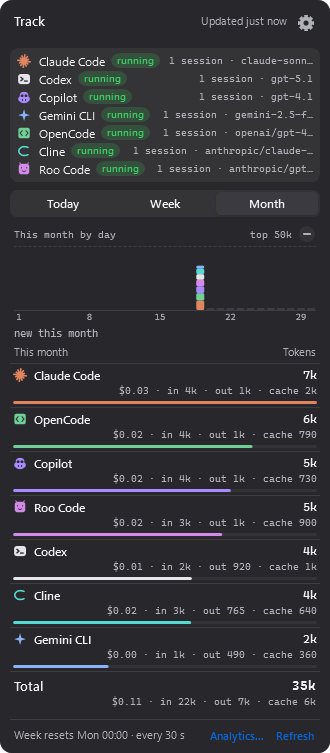 Track Updated just now
Claude Code running 1 session · claude-sonn…
Codex running 1 session · gpt-5.1
Copilot running 1 session · gpt-4.1
Gemini CLI running 1 session · gemini-2.5-f…
OpenCode running 1 session · openai/gpt-4…
Cline running 1 session · anthropic/claude-…
Roo Code running 1 session · anthropic/gpt…
Today Week Month
This month by day top 50k
1 8 15 22 29
new this month
This month Tokens
Claude Code 7k
$0.03 · in 4k · out 1k · cache 2k
OpenCode 6k
$0.02 · in 4k · out 1k · cache 790
Copilot 5k
$0.02 · in 4k · out 1k · cache 730
Roo Code 5k
$0.02 · in 3k · out 1k · cache 900
Codex 4k
$0.01 · in 2k · out 920 · cache 1k
Cline 4k
$0.02 · in 3k · out 765 · cache 640
Gemini CLI 2k
$0.00 · in 1k · out 490 · cache 360
Total 35k
$0.11 · in 22k · out 7k · cache 6k
Week resets Mon 00:00 · every 30 s Analytics… Refresh